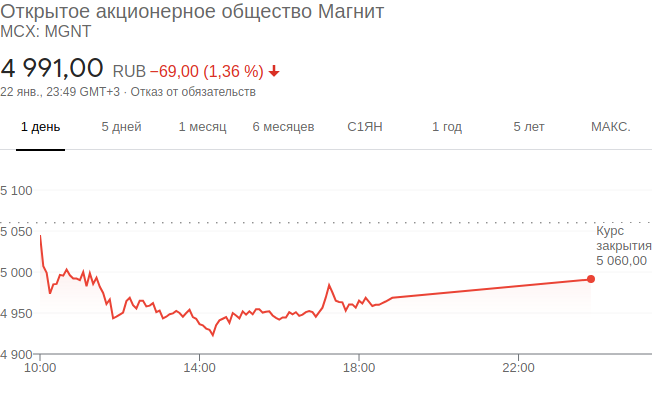 Открытое акционерное общество Магнит
MCX: MGNT
4 991,00 RUB −69,00 (1,36 %)
22 янв., 23:49 GMT+3 · Отказ от обязательств
1 день 5 дней 1 месяц 6 месяцев С1ЯН 1 год 5 лет МАКС.
5 100
5 050
Курс
закрытия
5 060,00
5 000
4 950
4 900
10:00 14:00 18:00 22:00